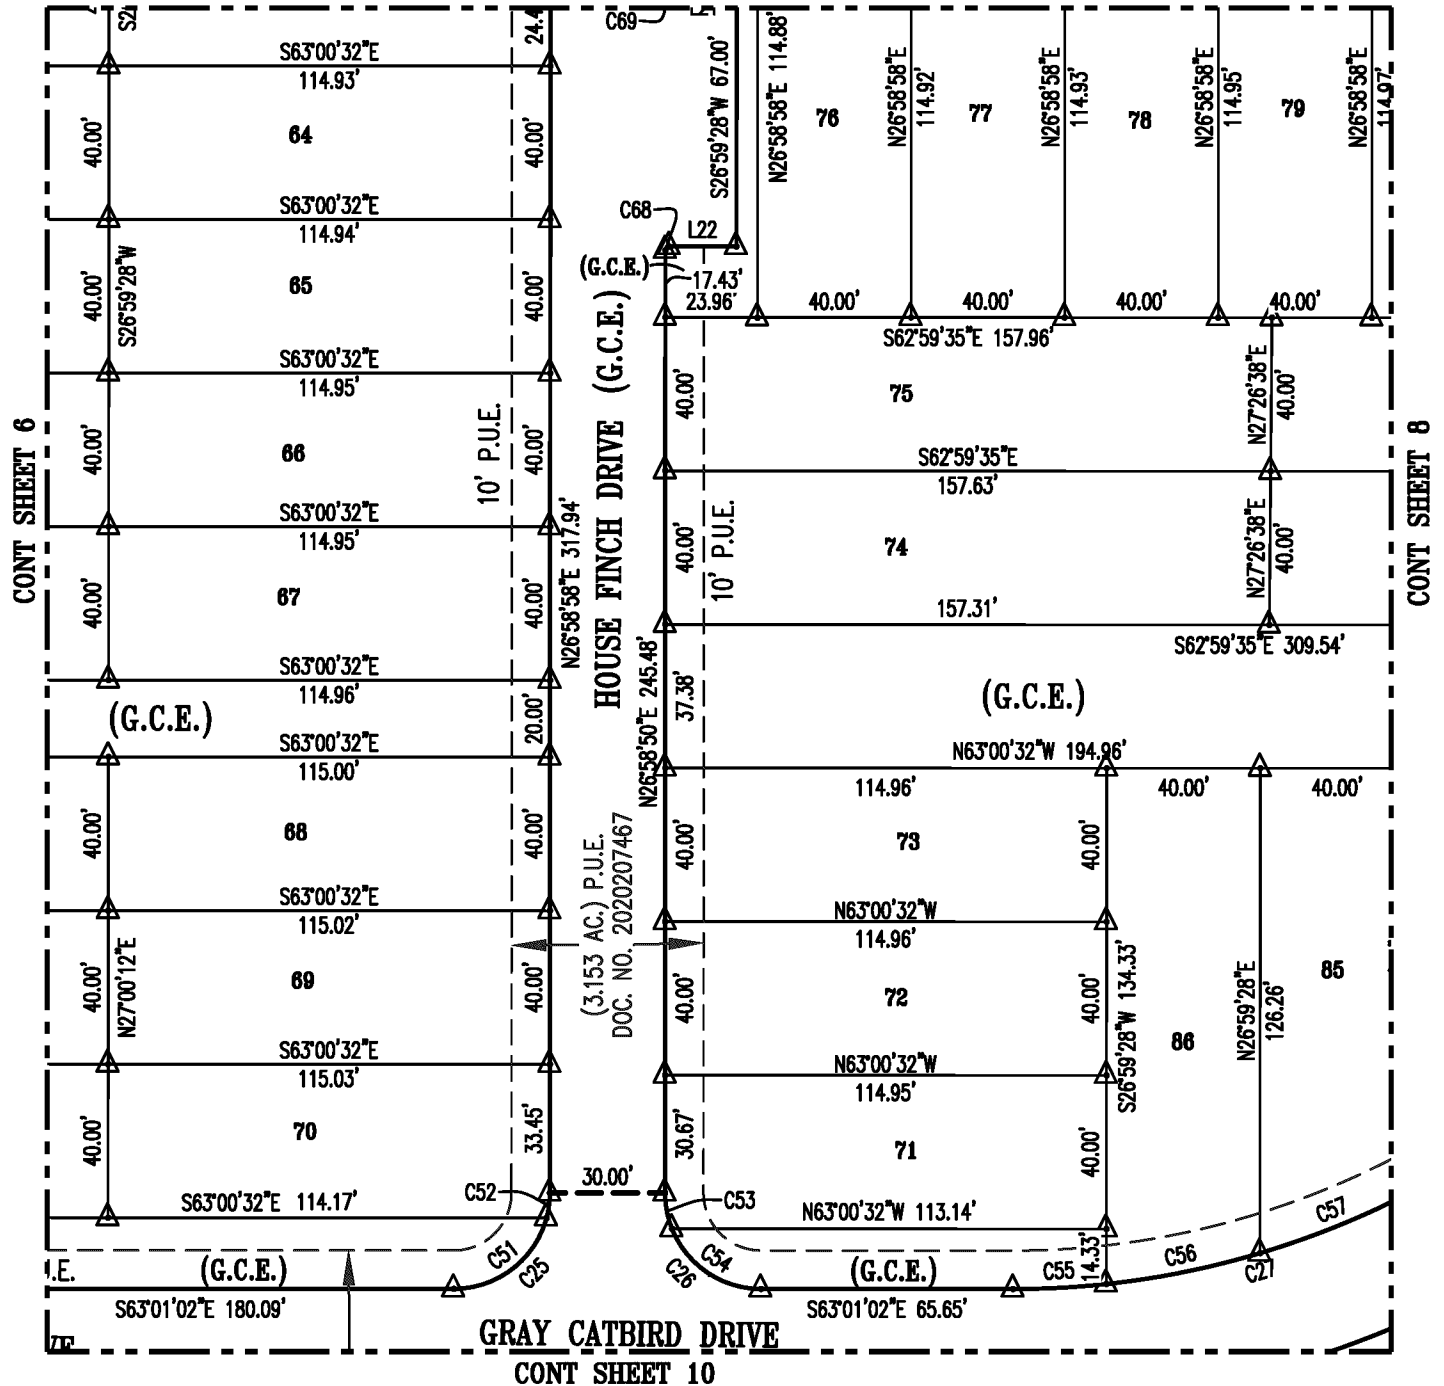 C69
24.4
S63°00'32"E
114.93'
64
40.00'
40.00'
S63°00'32"E
114.94'
65
40.00'
S26°59'28"W
40.00'
S63°00'32"E
114.95'
66
40.00'
40.00'
10' P.U.E.
S63°00'32"E
114.95'
67
40.00'
40.00'
N26°58'58"E 317.94'
S63°00'32"E
114.96'
(G.C.E.)
20.00'
S63°00'32"E
115.00'
68
40.00'
40.00'
S63°00'32"E
115.02'
69
40.00'
N27°00'12"E
40.00'
S63°00'32"E
115.03'
70
40.00'
33.45'
S63°00'32"E 114.17'
C52
C51
C25
(G.C.E.)
.E.
S63°01'02"E 180.09'
CONT SHEET 6
HOUSE FINCH DRIVE (G.C.E.)
(3.153 AC.) P.U.E.
DOC. NO. 2020207467
30.00'
S26°59'28"W 67.00'
N26°58'58"E 114.88'
76
N26°58'58"E
114.92'
77
N26°58'58"E
114.93'
78
N26°58'58"E
114.95'
79
N26°58'58"E
114.97'
C68
L22
(G.C.E.)
17.43'
23.96'
40.00'
40.00'
40.00'
40.00'
S62°59'35"E 157.96'
75
40.00'
N27°26'38"E
40.00'
S62°59'35"E
157.63'
10' P.U.E.
74
40.00'
N27°26'38"E
40.00'
157.31'
S62°59'35"E 309.54'
N26°58'50"E 245.48'
37.38'
(G.C.E.)
N63°00'32"W 194.96'
114.96'
40.00'
40.00'
73
40.00'
40.00'
N63°00'32"W
114.96'
72
40.00'
40.00'
S26°59'28"W 134.33'
N63°00'32"W
114.95'
71
30.67'
40.00'
86
N26°59'28"E
126.26'
85
C53
N63°00'32"W 113.14'
C54
C26
(G.C.E.)
C55
14.33'
C56
C57
C27
S63°01'02"E 65.65'
CONT SHEET 8
GRAY CATBIRD DRIVE
CONT SHEET 10